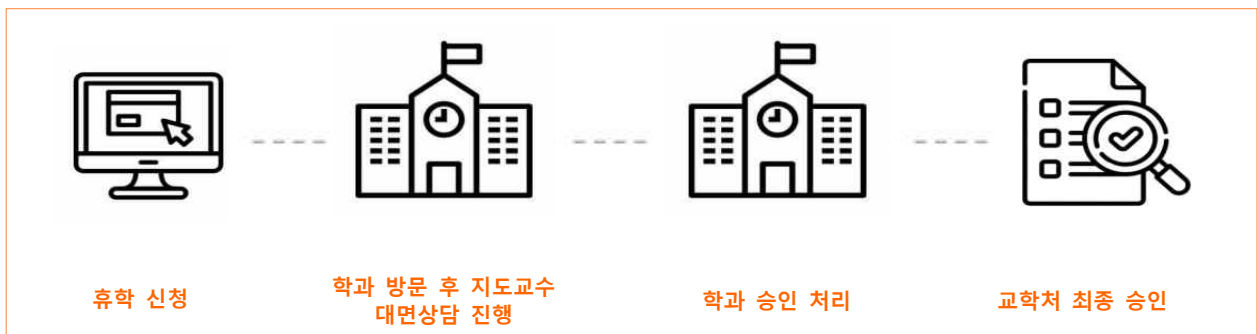 휴학 신청
학과 방문 후 지도교수
대면상담 진행
학과 승인 처리
교학처 최종 승인